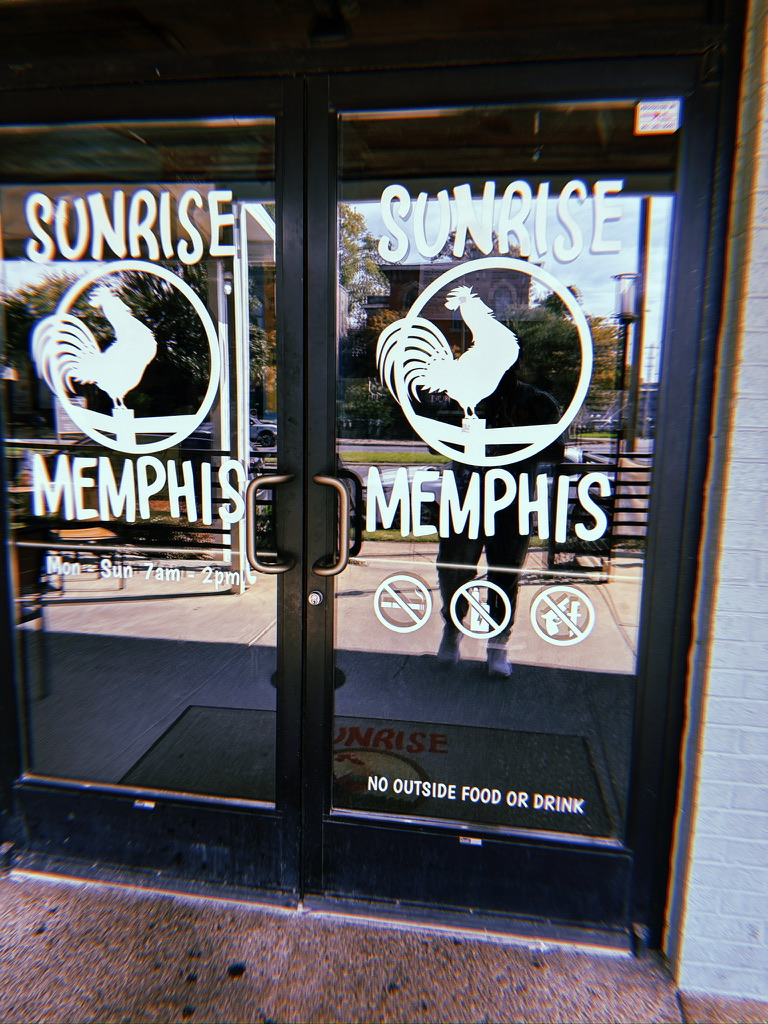 SUNRISE
MEMPHIS
Mon - Sun 7am - 2pm
SUNRISE
MEMPHIS
SUNRISE
NO OUTSIDE FOOD OR DRINK